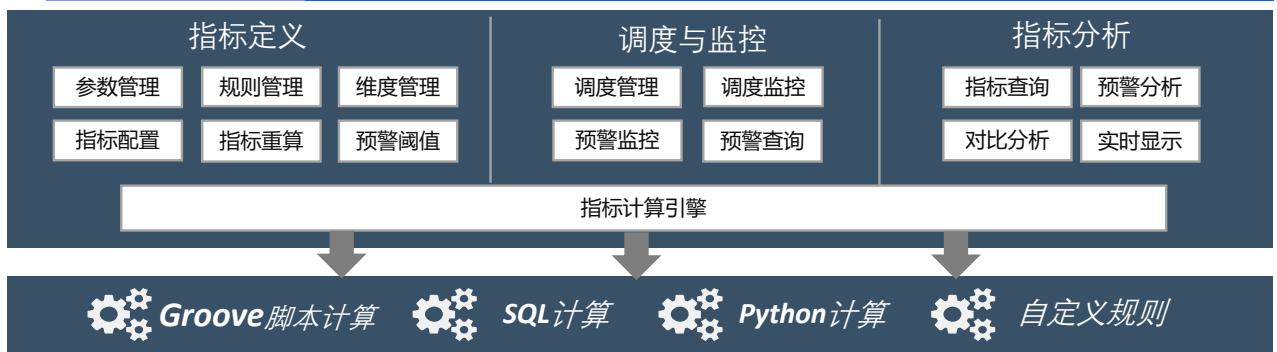 指标定义
参数管理 规则管理 维度管理
指标配置 指标重算 预警阈值
调度与监控
调度管理 调度监控
预警监控 预警查询
指标分析
指标查询 预警分析
对比分析 实时显示
指标计算引擎
Groove脚本计算 SQL计算 Python计算 自定义规则